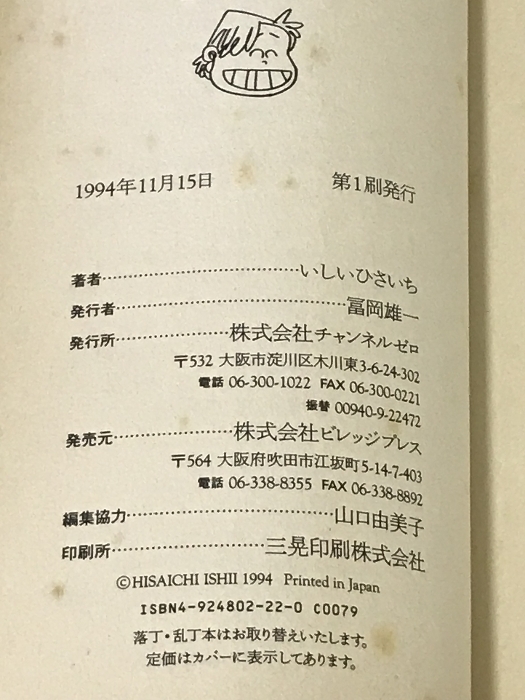 1994年11月15日 第1刷発行
著者……………………いしいひさいち
発行者……………………冨岡雄一
発行所……………株式会社チャンネルゼロ
〒532 大阪市淀川区木川東3-6-24-302
電話 06-300-1022 FAX 06-300-0221
振替 00940-9-22472
発売元……………株式会社ビレッジプレス
〒564 大阪府吹田市江坂町5-14-7-403
電話 06-338-8355 FAX 06-338-8892
編集協力……………………山口由美子
印刷所………………三晃印刷株式会社
©HISAICHI ISHII 1994 Printed in Japan
ISBN4-924802-22-0 C0079
落丁・乱丁本はお取り替えいたします。
定価はカバーに表示してあります。